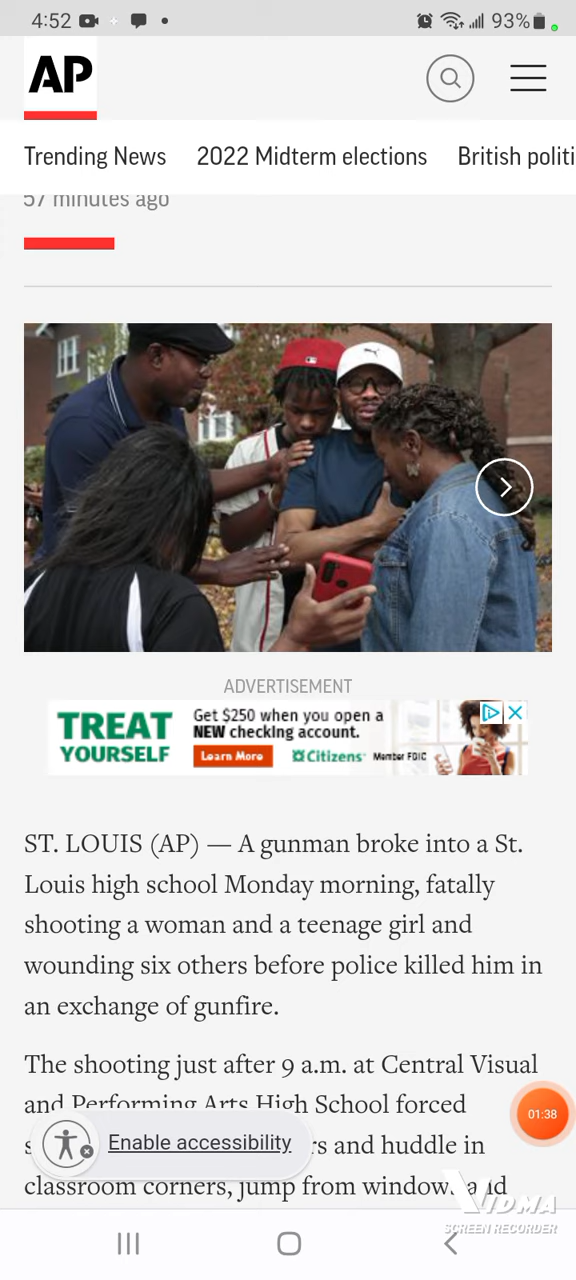 4:52
93%
AP
Trending News 2022 Midterm elections British politi
57 minutes ago
ADVERTISEMENT
TREAT YOURSELF
Get $250 when you open a
NEW checking account.
Learn More Citizens Member FDIC
ST. LOUIS (AP) — A gunman broke into a St.
Louis high school Monday morning, fatally
shooting a woman and a teenage girl and
wounding six others before police killed him in
an exchange of gunfire.
The shooting just after 9 a.m. at Central Visual
and Performing Arts High School forced
01:38
Enable accessibility
rs and huddle in
classroom corners, jump from windows and
VIDMA
SCREEN RECORDER